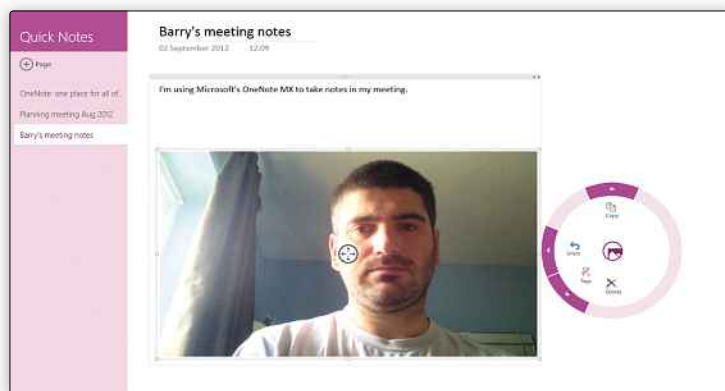 Quick Notes
Page
OneNote: one place for all of..
Planning meeting Aug 2012
Barry's meeting notes
Barry's meeting notes
02 September 2012 12:09
I'm using Microsoft's OneNote MX to take notes in my meeting.
Copy
Undo
Tags
Delete